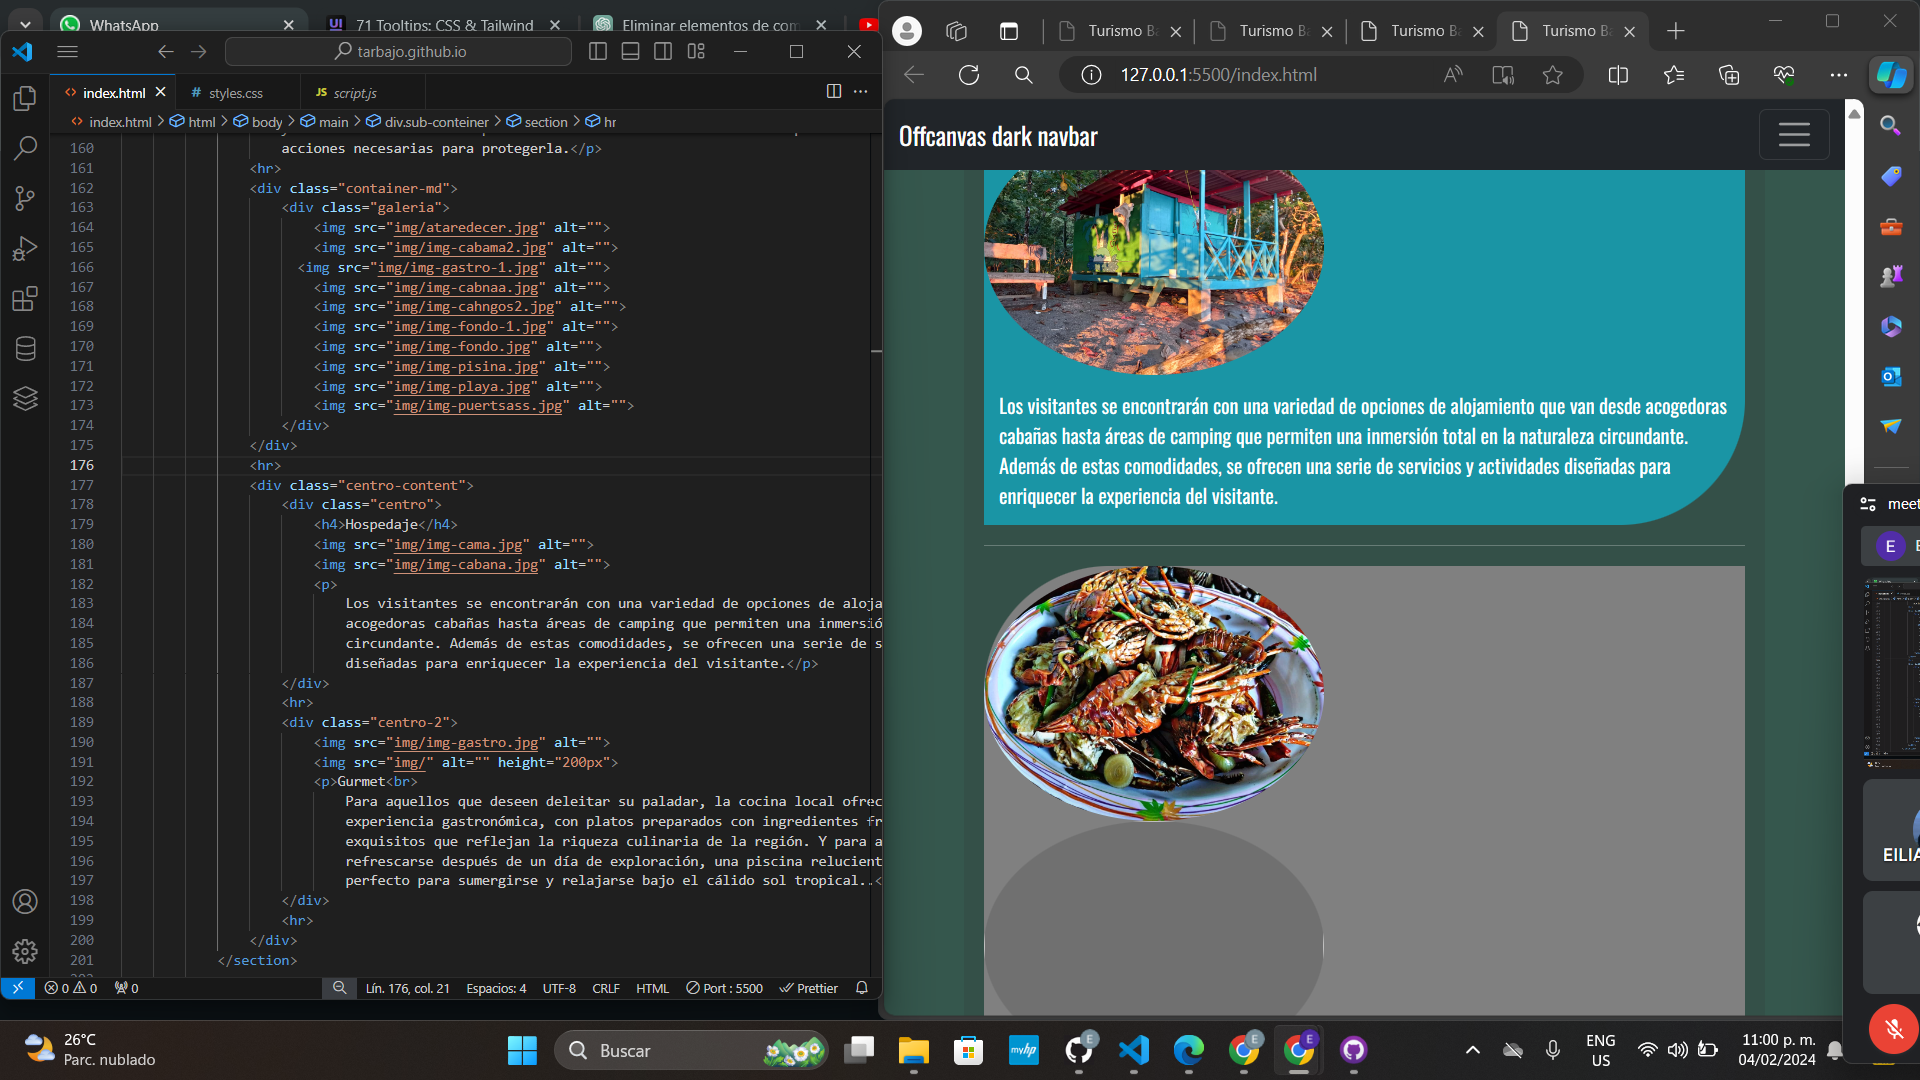 WhatsApp
71 Tooltips: CSS & Tailwind
Eliminar elementos de com
tarbajo.github.io
index.html
# styles.css
JS script.js
index.html > html > body > main > div.sub-conteiner > section > hr
160 acciones necesarias para protegerla.</p>
161 <hr>
162 <div class="container-md">
163 <div class="galeria">
164 <img src="img/ataredecer.jpg" alt="">
165 <img src="img/img-cabama2.jpg" alt="">
166 <img src="img/img-gastro-1.jpg" alt="">
167 <img src="img/img-cabnaa.jpg" alt="">
168 <img src="img/img-cahngos2.jpg" alt="">
169 <img src="img/img-fondo-1.jpg" alt="">
170 <img src="img/img-fondo.jpg" alt="">
171 <img src="img/img-pisina.jpg" alt="">
172 <img src="img/img-playa.jpg" alt="">
173 <img src="img/img-puertsass.jpg" alt="">
174 </div>
175 </div>
176 <hr>
177 <div class="centro-content">
178 <div class="centro">
179 <h4>Hospedaje</h4>
180 <img src="img/img-cama.jpg" alt="">
181 <img src="img/img-cabana.jpg" alt="">
182 <p>
183 Los visitantes se encontrarán con una variedad de opciones de aloja
184 acogedoras cabañas hasta áreas de camping que permiten una inmersió
185 circundante. Además de estas comodidades, se ofrecen una serie de s
186 diseñadas para enriquecer la experiencia del visitante.</p>
187 </div>
188 <hr>
189 <div class="centro-2">
190 <img src="img/img-gastro.jpg" alt="">
191 <img src="img/" alt="" height="200px">
192 <p>Gurmet<br>
193 Para aquellos que deseen deleitar su paladar, la cocina local ofrec
194 experiencia gastronómica, con platos preparados con ingredientes fr
195 exquisitos que reflejan la riqueza culinaria de la región. Y para a
196 refrescarse después de un día de exploración, una piscina relucient
197 perfecto para sumergirse y relajarse bajo el cálido sol tropical..<
198 </div>
199 <hr>
200 </div>
201 </section>
0 0 0
Lín. 176, col. 21
Espacios: 4
UTF-8
CRLF
HTML
Port : 5500
Prettier
Turismo Ba
Turismo Ba
Turismo Ba
Turismo Ba
127.0.0.1:5500/index.html
Offcanvas dark navbar
Los visitantes se encontrarán con una variedad de opciones de alojamiento que van desde acogedoras
cabañas hasta áreas de camping que permiten una inmersión total en la naturaleza circundante.
Además de estas comodidades, se ofrecen una serie de servicios y actividades diseñadas para
enriquecer la experiencia del visitante.
meet
E
EILIA
26°C
Parc. nublado
Buscar
myhp
E
E
E
ENG
US
11:00 p. m.
04/02/2024